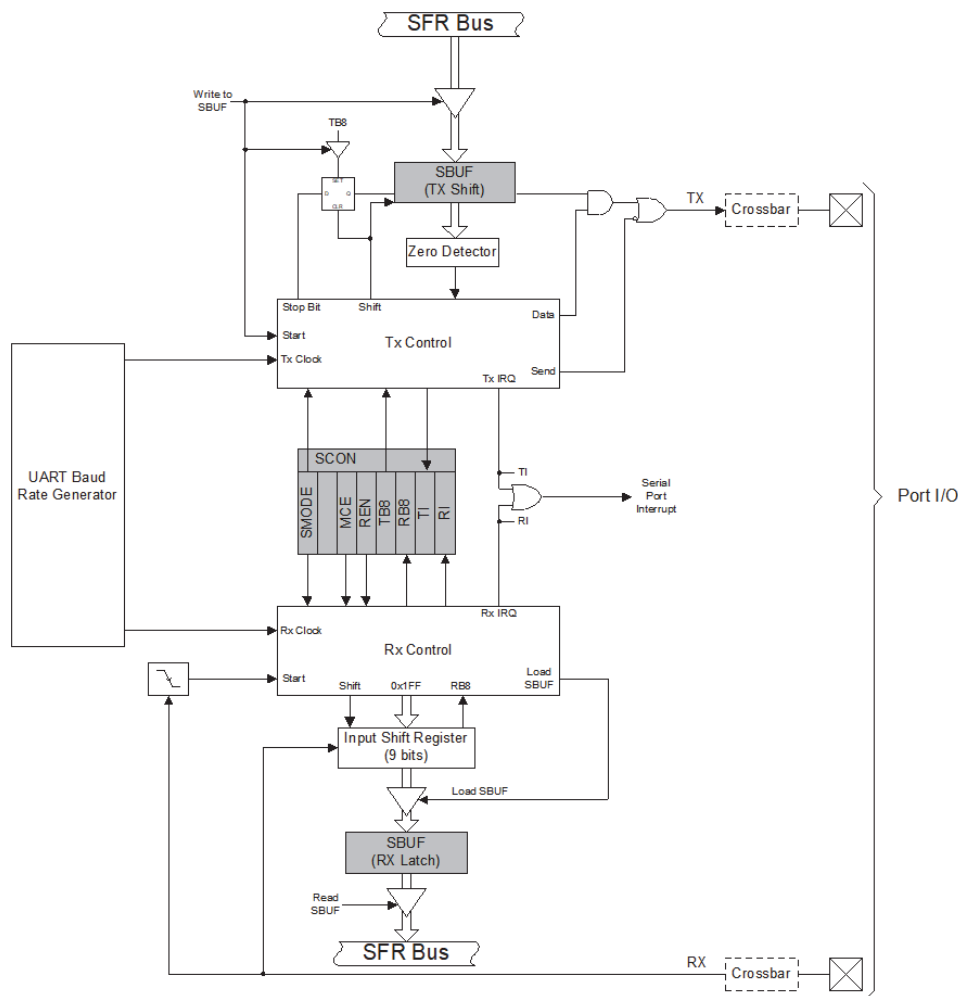 SFR Bus
Write to
SBUF
TB8
SET
D
Q
CLR
SBUF
(TX Shift)
TX
Crossbar
Zero Detector
Stop Bit
Shift
Data
Start
Tx Control
Tx Clock
Send
Tx IRQ
UART Baud
Rate Generator
SCON
SMODE
MCE
REN
TB8
RB8
TI
RI
TI
RI
Serial
Port
Interrupt
Port I/O
Rx IRQ
Rx Clock
Rx Control
Start
Load
SBUF
Shift
0x1FF
RB8
Input Shift Register
(9 bits)
Load SBUF
SBUF
(RX Latch)
Read
SBUF
SFR Bus
RX
Crossbar